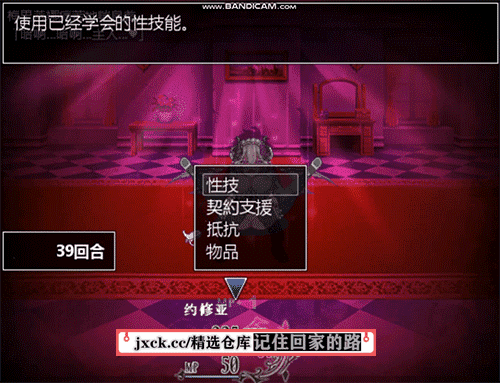 WWW.BANDICAM.COM
使用已经学会的性技能。
性技
契約支援
抵抗
物品
39回合
约修亚
jxck.cc/精选仓库 记住回家的路
MP 50